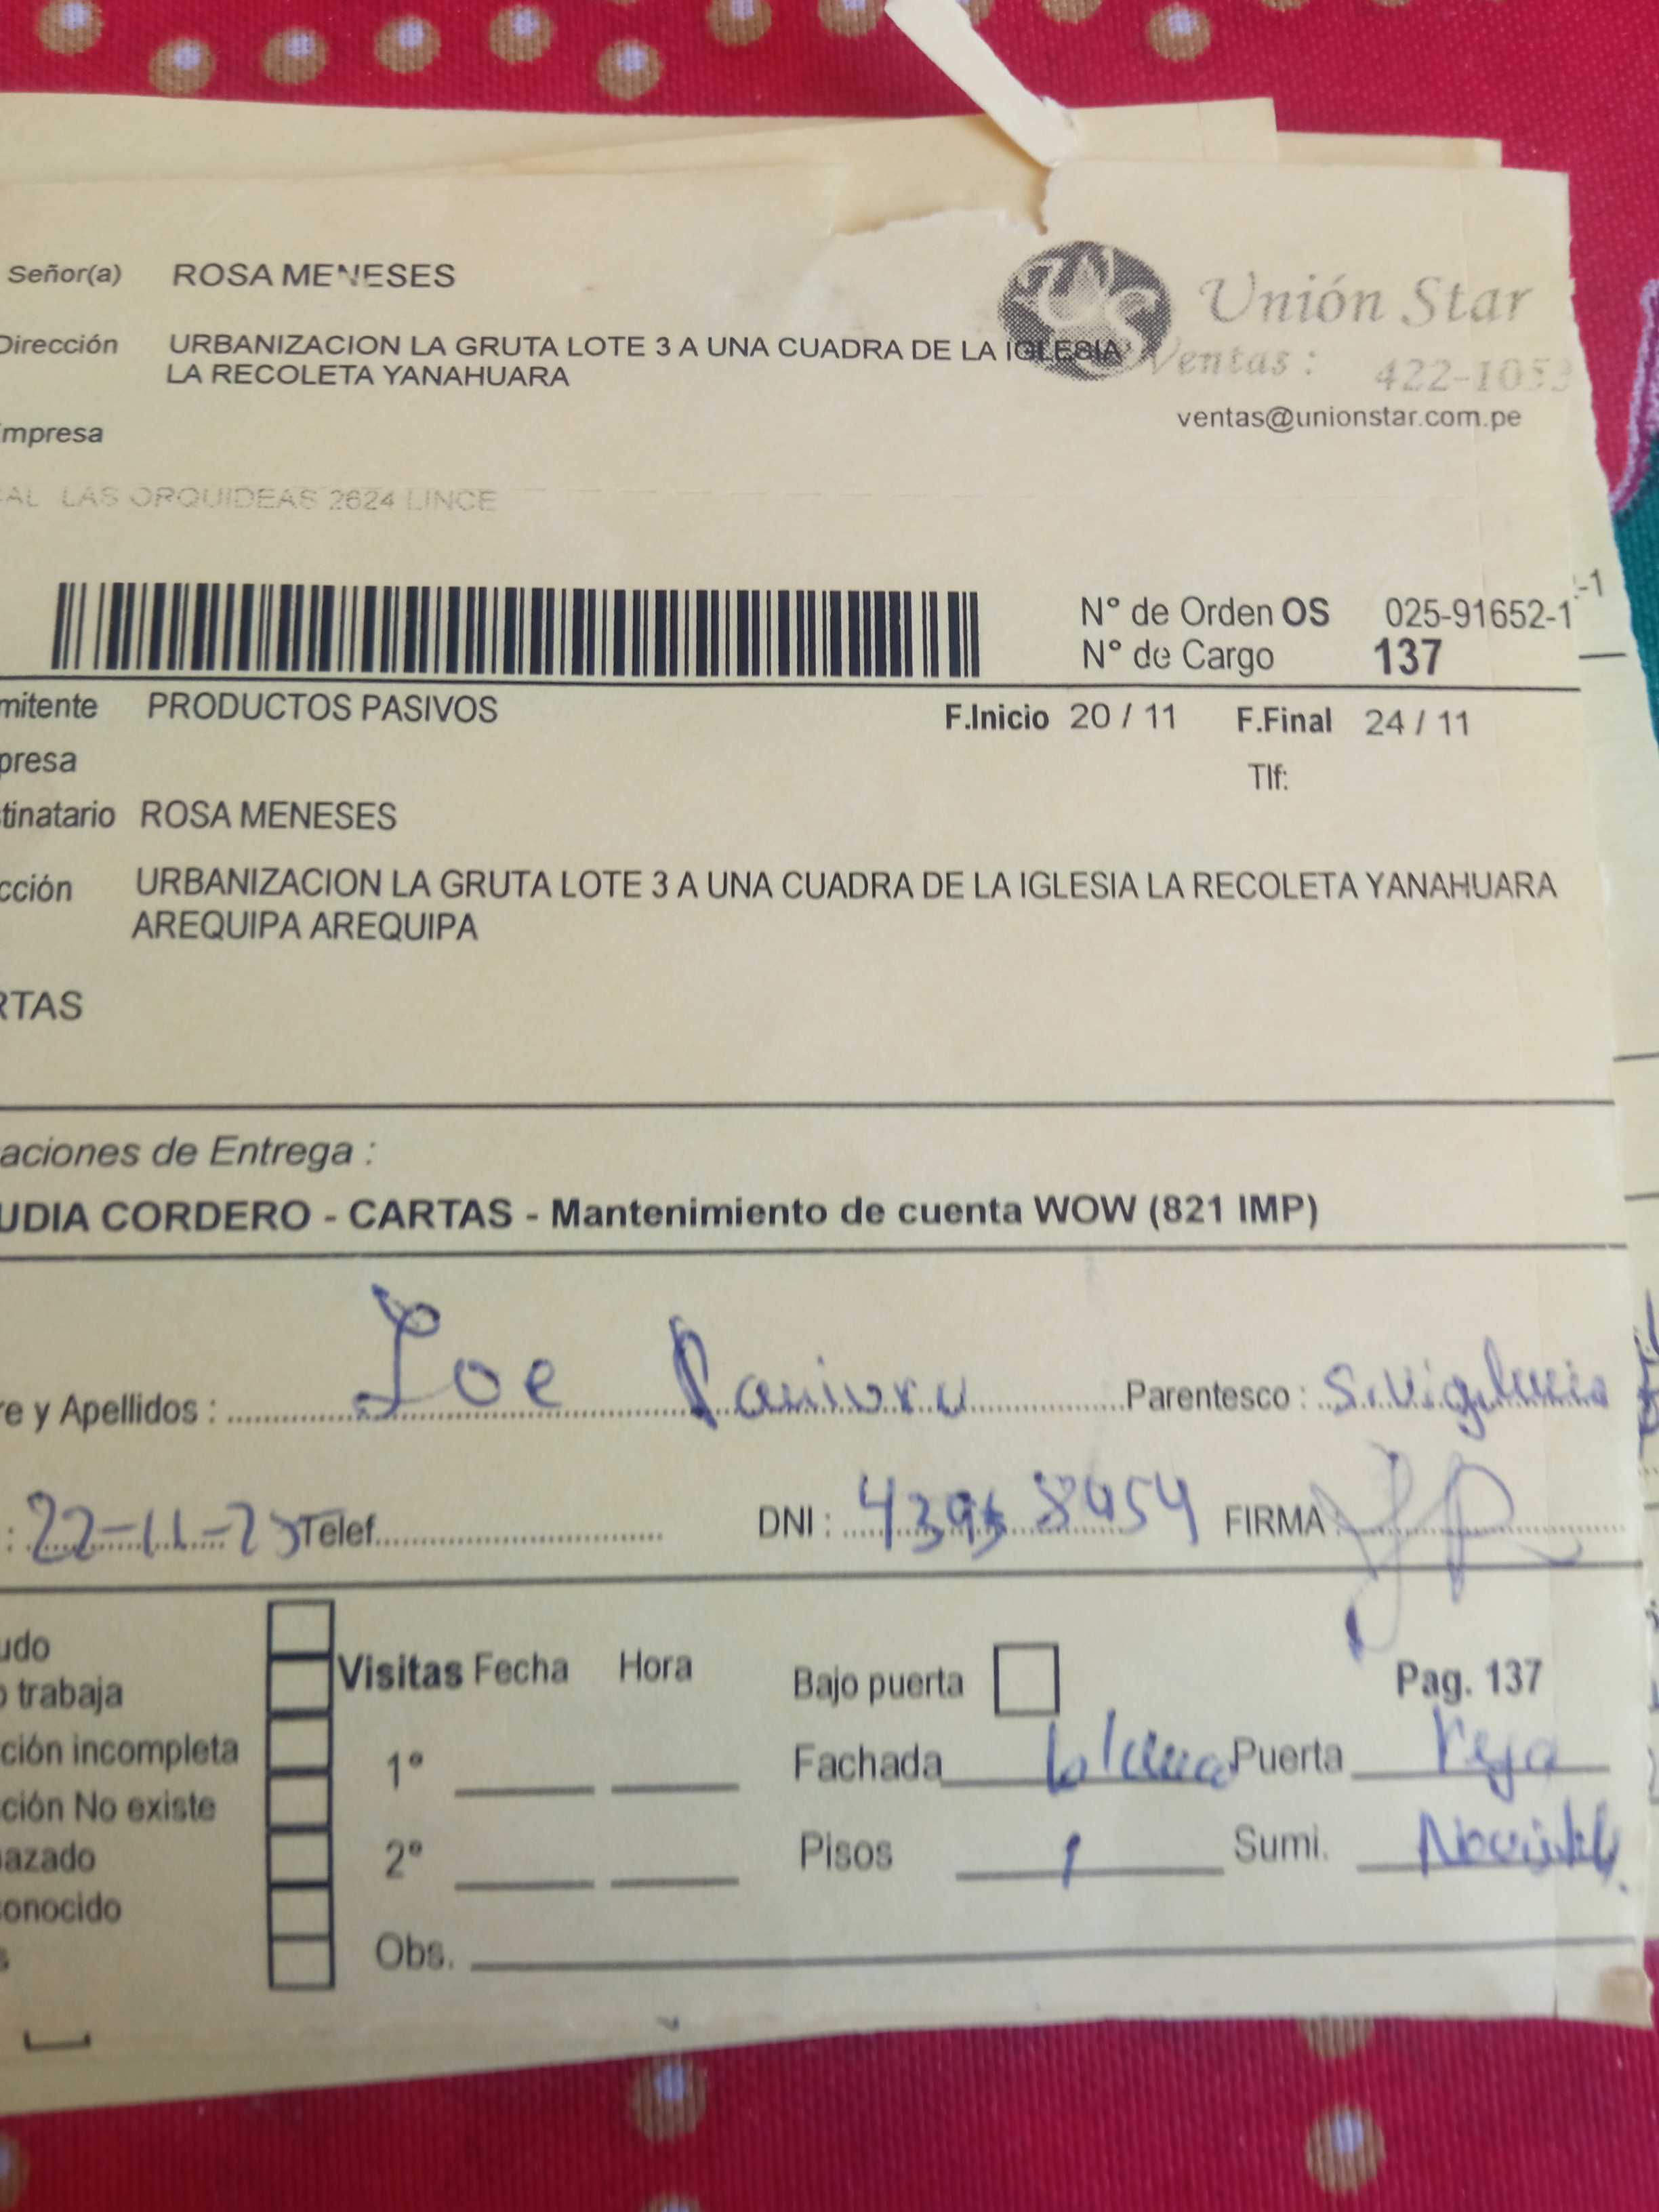 Señor(a) ROSA MENESES
Unión Star
Dirección URBANIZACION LA GRUTA LOTE 3 A UNA CUADRA DE LA IGLESIA
LA RECOLETA YANAHUARA
Ventas : 422-1053
ventas@unionstar.com.pe
mpresa
AL LAS ORQUIDEAS 2624 LINCE
-1
N° de Orden OS 025-91652-1
N° de Cargo 137
mitente PRODUCTOS PASIVOS F.Inicio 20 / 11 F.Final 24 / 11
presa Tlf:
tinatario ROSA MENESES
cción URBANIZACION LA GRUTA LOTE 3 A UNA CUADRA DE LA IGLESIA LA RECOLETA YANAHUARA
AREQUIPA AREQUIPA
RTAS
aciones de Entrega :
UDIA CORDERO - CARTAS - Mantenimiento de cuenta WOW (821 IMP)
re y Apellidos : Parentesco :
: 22-11-23 Telef. DNI : FIRMA
udo
Visitas Fecha Hora Bajo puerta Pag. 137
o trabaja
ción incompleta 1° Fachada Puerta Reja
ción No existe
azado 2° Pisos 1 Sumi.
onocido
s Obs.